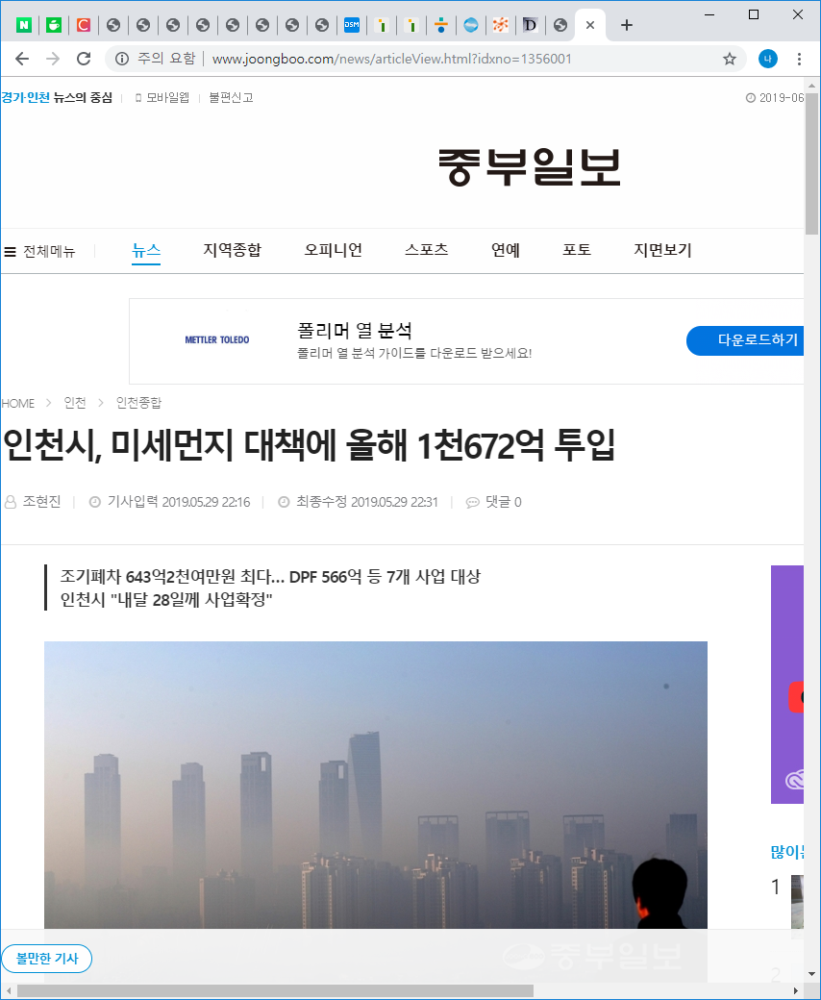 주의 요함
www.joongboo.com/news/articleView.html?idxno=1356001
나
경기·인천 뉴스의 중심
모바일웹
불편신고
2019-06
중부일보
전체메뉴 뉴스 지역종합 오피니언 스포츠 연예 포토 지면보기
METTLER TOLEDO
폴리머 열 분석
폴리머 열 분석 가이드를 다운로드 받으세요!
다운로드하기
HOME > 인천 > 인천종합
인천시, 미세먼지 대책에 올해 1천672억 투입
조현진 | 기사입력 2019.05.29 22:16 | 최종수정 2019.05.29 22:31 | 댓글 0
조기폐차 643억2천여만원 최다... DPF 566억 등 7개 사업 대상
인천시 "내달 28일께 사업확정"
많이
1
중부일보
2
볼만한 기사